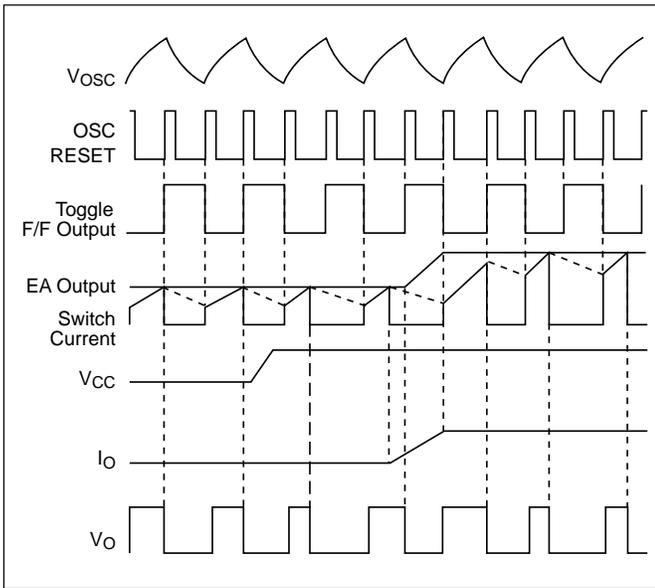 VOSC
OSC
RESET
Toggle
F/F Output
EA Output
Switch
Current
VCC
IO
VO